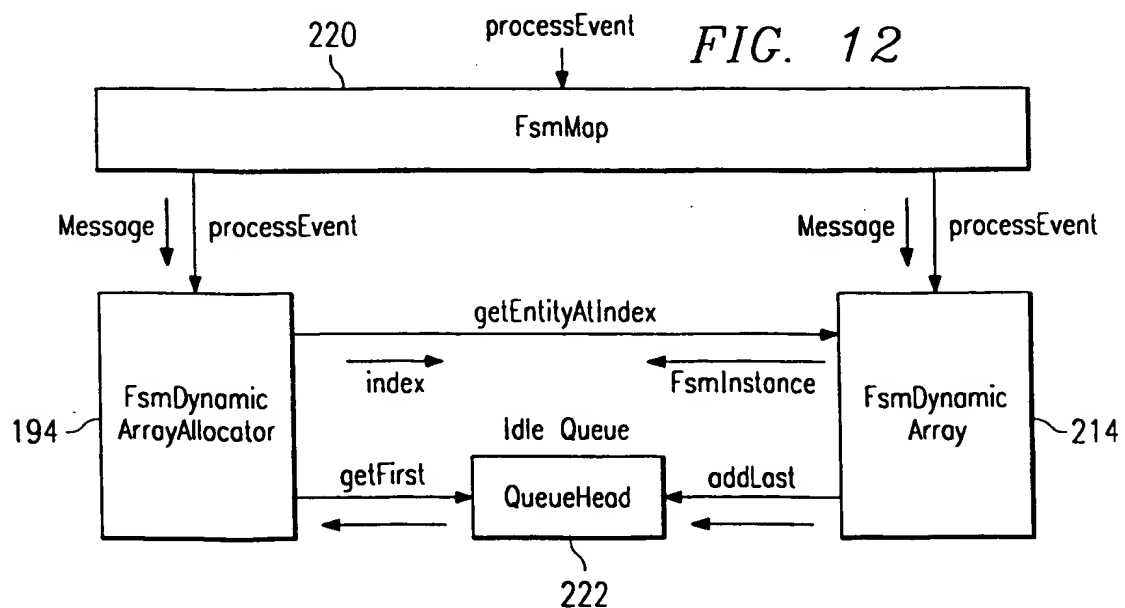 processEvent
FIG. 12
220
FsmMap
Message
processEvent
Message
processEvent
getEntityAtIndex
index
FsmInstance
FsmDynamic
ArrayAllocator
194
FsmDynamic
Array
214
Idle Queue
getFirst
QueueHead
addLast
222